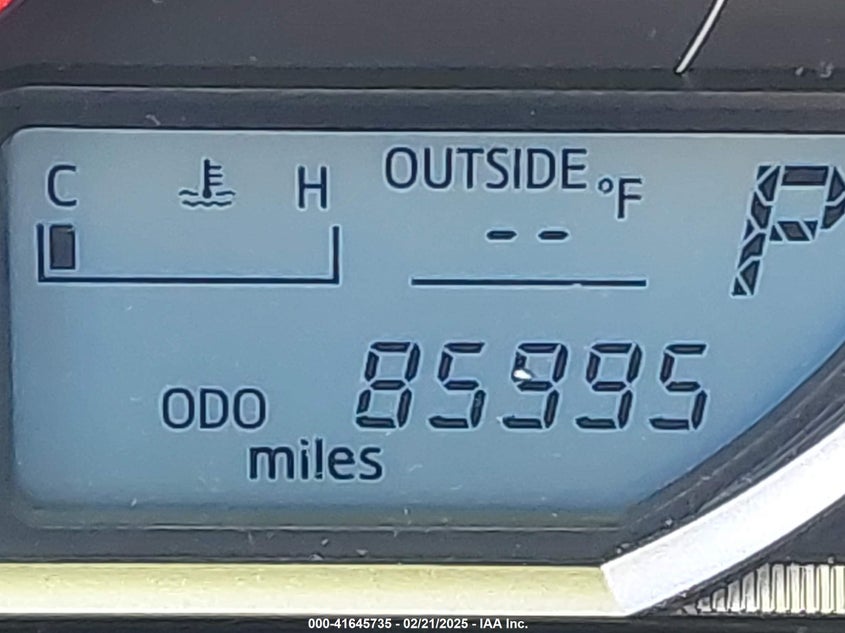 C H
OUTSIDE °F
-- P
ODO 85995
miles
000-41645735 - 02/21/2025 - IAA Inc.